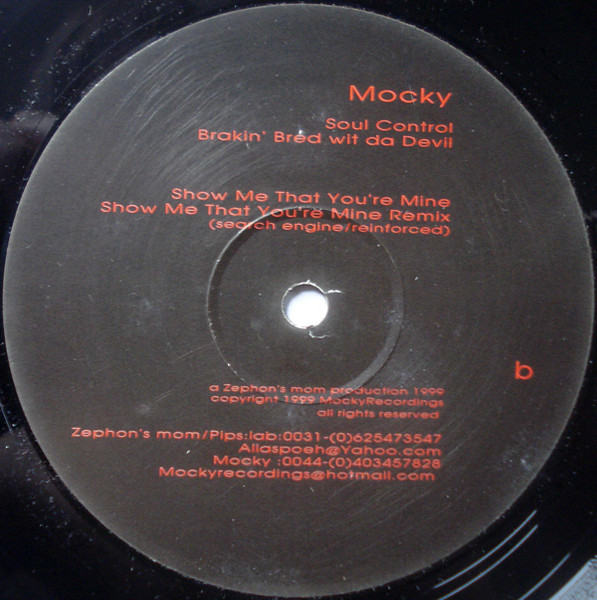 Mocky
Soul Control
Brakin' Bred wit da Devil
Show Me That You're Mine
Show Me That You're Mine Remix
(search engine/reinforced)
b
a Zephon's mom production 1999
copyright 1999 MockyRecordings
all rights reserved
Zephon's mom/Pips:lab:0031-(0)625473547
Allaspoeh@Yahoo.com
Mocky :0044-(0)403457828
Mockyrecordings@hotmail.com